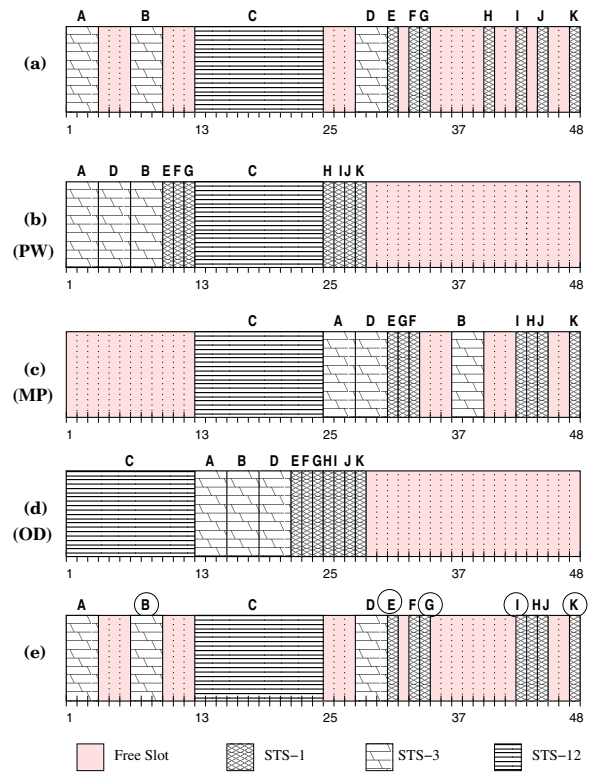 A B C D E F G H I J K
(a)
1 13 25 37 48
A D B E F G C H I J K
(b)
(PW)
1 13 25 37 48
C A D E G F B I H J K
(c)
(MP)
1 13 25 37 48
C A B D E F G H I J K
(d)
(OD)
1 13 25 37 48
A B C D E F G I H J K
(e)
1 13 25 37 48
Free Slot STS-1 STS-3 STS-12